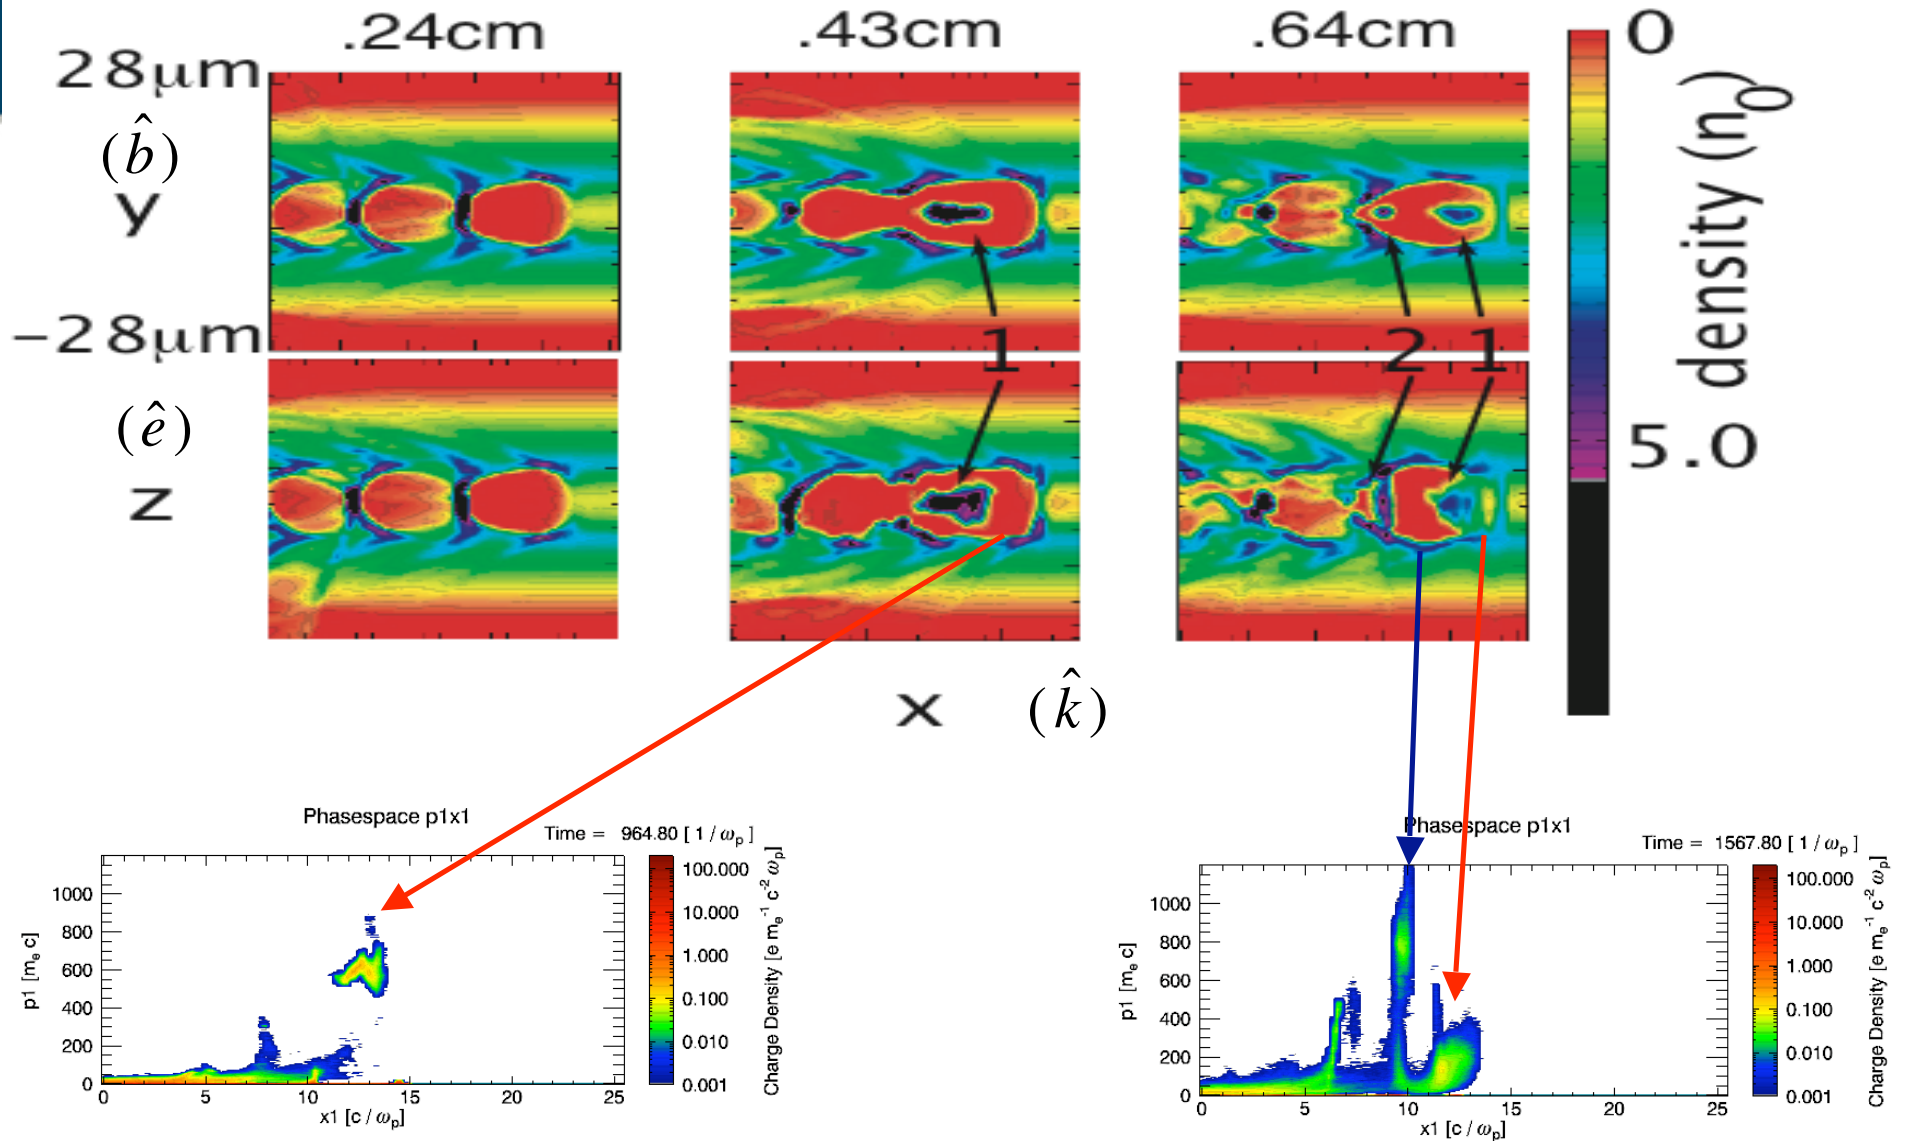 .24cm .43cm .64cm
28μm
(b̂)
y
-28μm
1 2 1
(ê)
z
x (k̂)
0
density (n₀)
5.0
Phasespace p1x1
Time = 964.80 [ 1 / ωₚ ]
1000
800
600
400
200
0
p1 [mₑ c]
0 5 10 15 20 25
x1 [c / ωₚ]
100.000
10.000
1.000
0.100
0.010
0.001
Charge Density [e mₑ⁻¹ c⁻² ωₚ]
Phasespace p1x1
Time = 1567.80 [ 1 / ωₚ ]
1000
800
600
400
200
0
p1 [mₑ c]
0 5 10 15 20 25
x1 [c / ωₚ]
100.000
10.000
1.000
0.100
0.010
0.001
Charge Density [e mₑ⁻¹ c⁻² ωₚ]